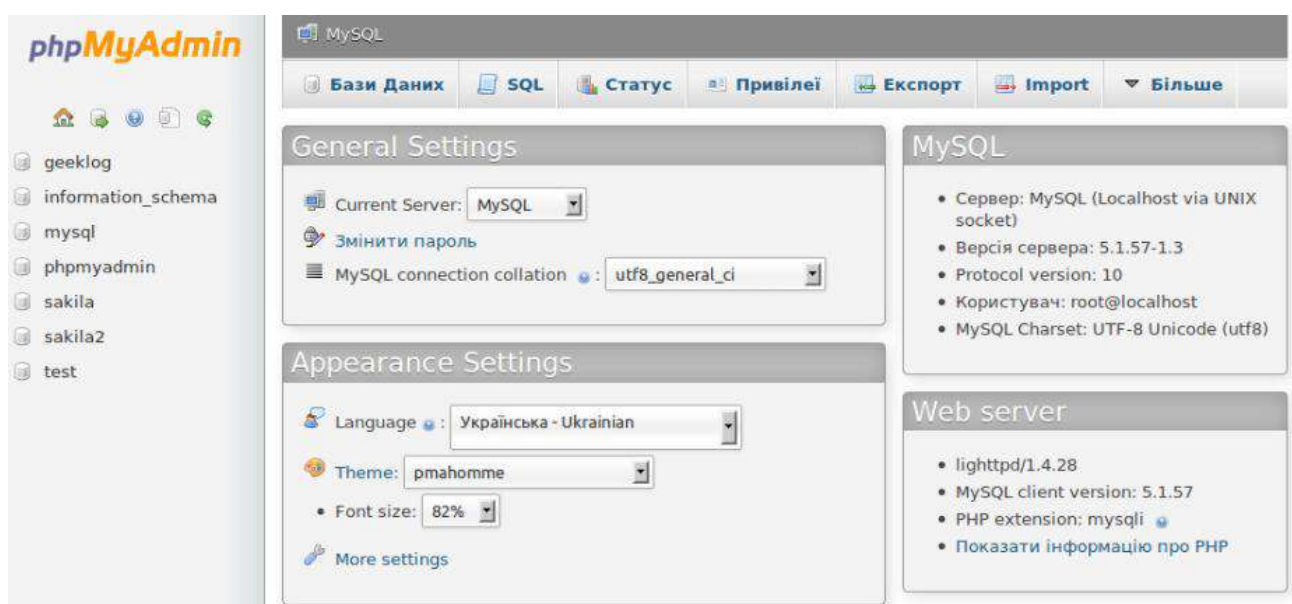 phpMyAdmin
geeklog
information_schema
mysql
phpmyadmin
sakila
sakila2
test
MySQL
Бази Даних SQL Статус Привілеї Експорт Import Більше
General Settings
Current Server: MySQL
Змінити пароль
MySQL connection collation : utf8_general_ci
Appearance Settings
Language : Українська - Ukrainian
Theme: pmahomme
• Font size: 82%
More settings
MySQL
• Сервер: MySQL (Localhost via UNIX
socket)
• Версія сервера: 5.1.57-1.3
• Protocol version: 10
• Користувач: root@localhost
• MySQL Charset: UTF-8 Unicode (utf8)
Web server
• lighttpd/1.4.28
• MySQL client version: 5.1.57
• PHP extension: mysqli
• Показати інформацію про PHP